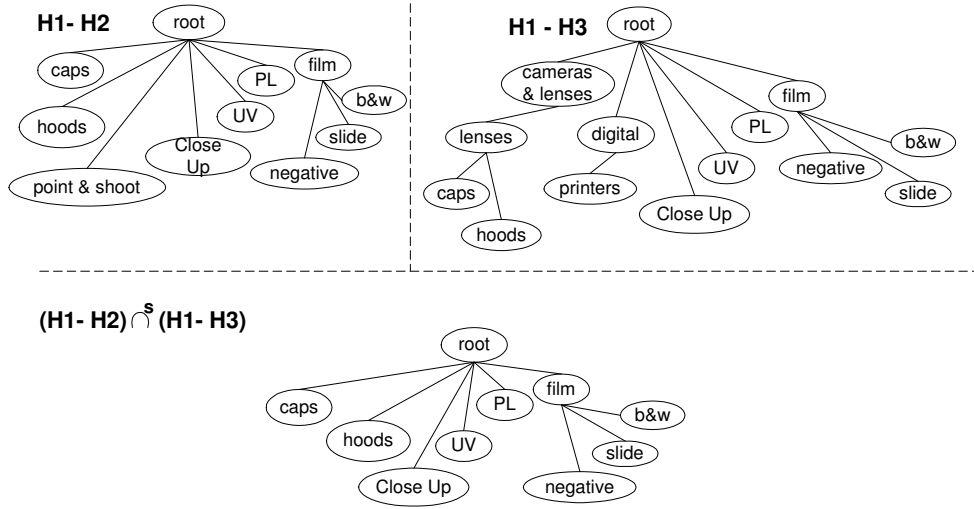 H1- H2
root
caps
film
PL
b&w
hoods
UV
slide
Close
Up
negative
point & shoot
H1 - H3
root
cameras
& lenses
film
lenses
digital
PL
b&w
caps
printers
UV
negative
slide
Close Up
hoods
(H1- H2) ∩ˢ (H1- H3)
root
caps
film
PL
b&w
hoods
UV
slide
Close Up
negative